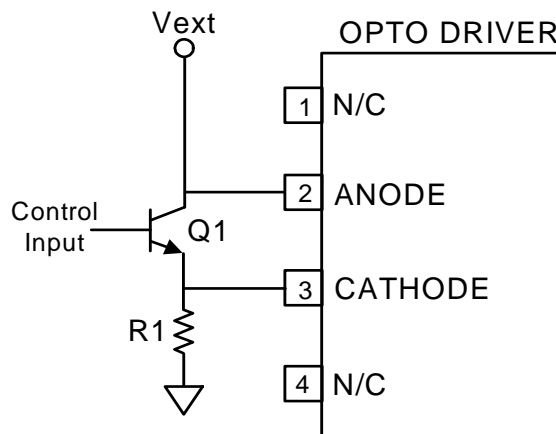 Vext
OPTO DRIVER
1 N/C
2 ANODE
Control
Input
Q1
3 CATHODE
R1
4 N/C